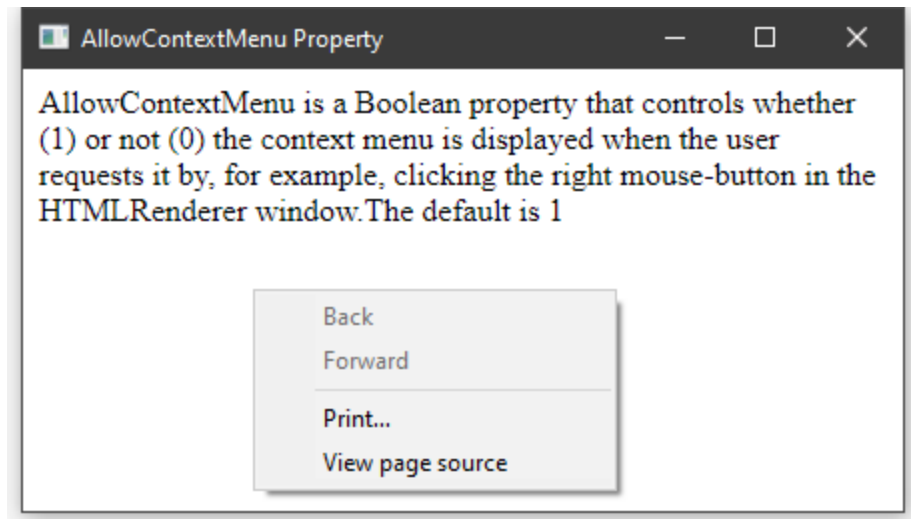 AllowContextMenu Property
AllowContextMenu is a Boolean property that controls whether
(1) or not (0) the context menu is displayed when the user
requests it by, for example, clicking the right mouse-button in the
HTMLRenderer window.The default is 1
Back
Forward
Print...
View page source